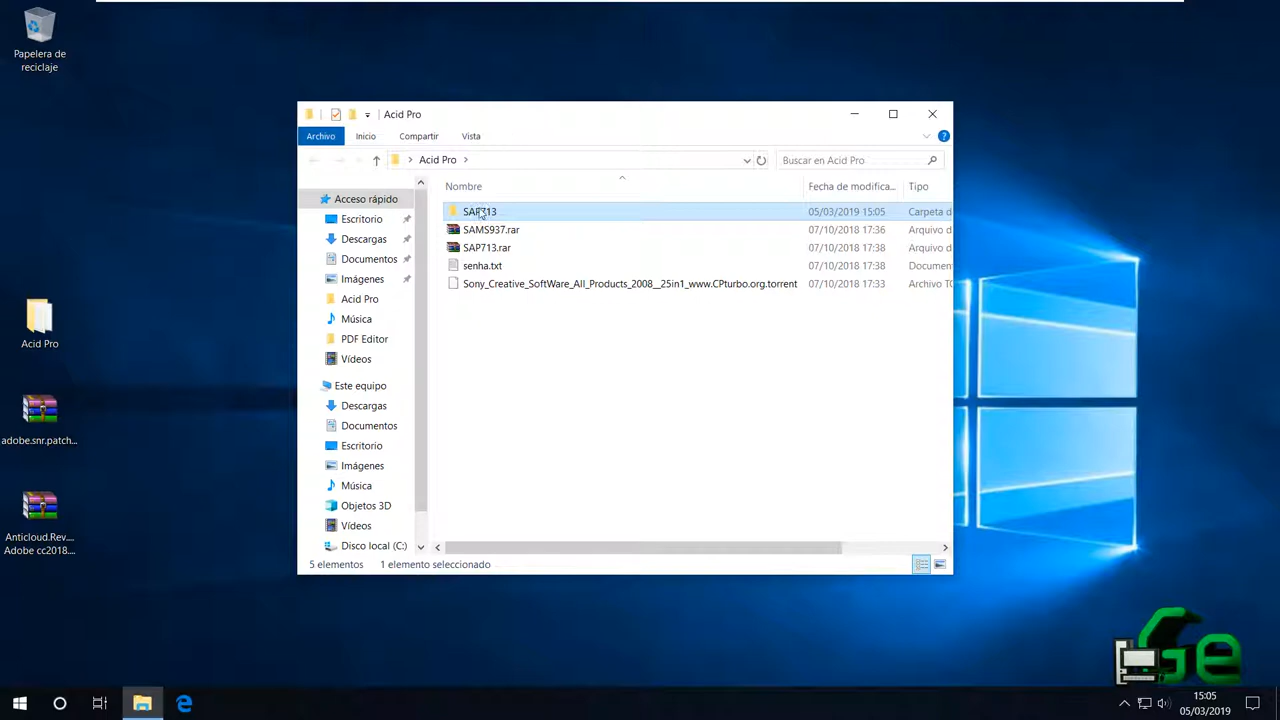 Papelera de
reciclaje
Acid Pro
adobe.snr.patch...
Anticloud.Rev....
Adobe cc2018....
Acid Pro
Archivo
Inicio
Compartir
Vista
Acid Pro
Buscar en Acid Pro
Acceso rápido
Escritorio
Descargas
Documentos
Imágenes
Acid Pro
Música
PDF Editor
Vídeos
Este equipo
Descargas
Documentos
Escritorio
Imágenes
Música
Objetos 3D
Vídeos
Disco local (C:)
Nombre Fecha de modifica... Tipo
SAP713 05/03/2019 15:05 Carpeta d
SAMS937.rar 07/10/2018 17:36 Arquivo d
SAP713.rar 07/10/2018 17:38 Arquivo d
senha.txt 07/10/2018 17:38 Documen
Sony_Creative_SoftWare_All_Products_2008__25in1_www.CPturbo.org.torrent 07/10/2018 17:33 Archivo TO
5 elementos 1 elemento seleccionado
Ge
15:05
05/03/2019